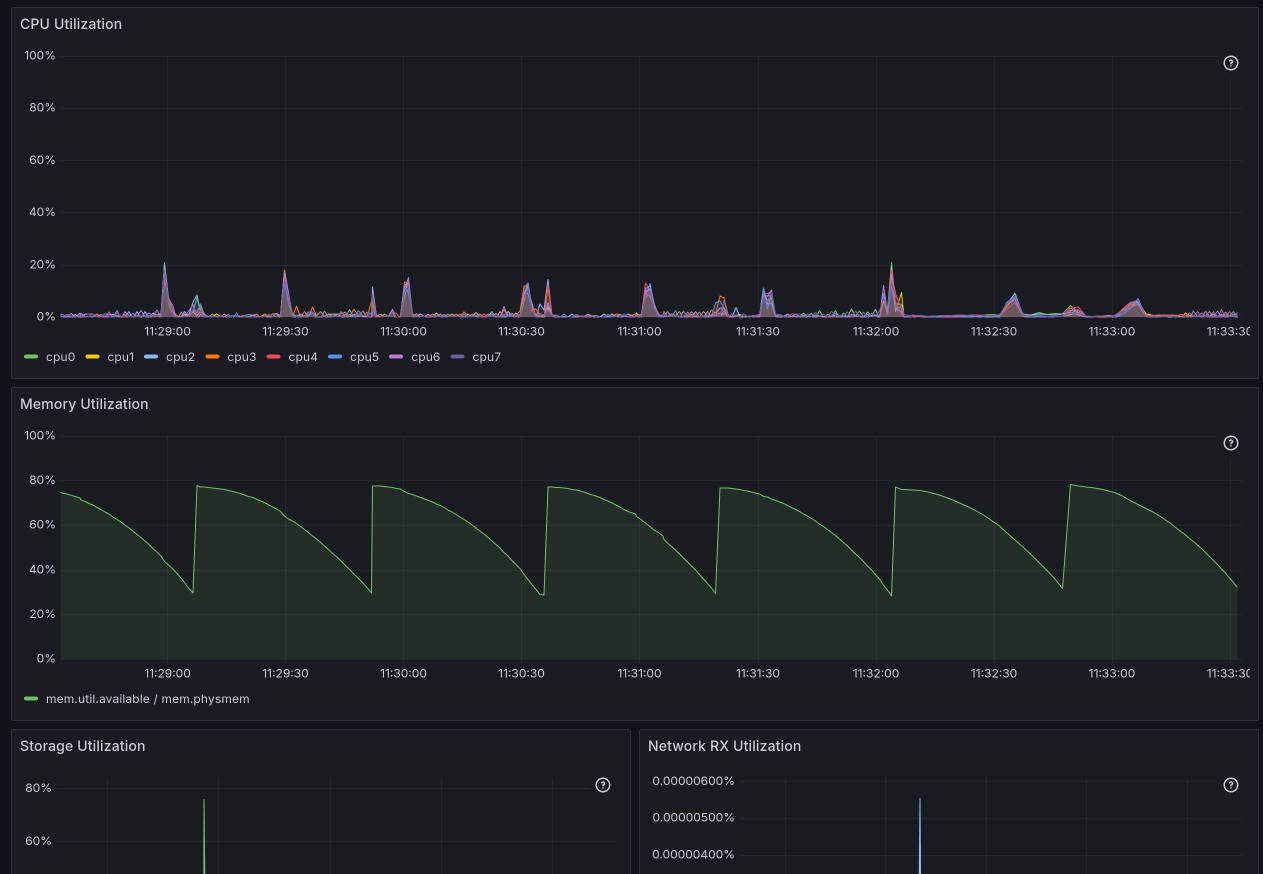 CPU Utilization
100%
80%
60%
40%
20%
0%
11:29:00 11:29:30 11:30:00 11:30:30 11:31:00 11:31:30 11:32:00 11:32:30 11:33:00 11:33:30
cpu0 cpu1 cpu2 cpu3 cpu4 cpu5 cpu6 cpu7
Memory Utilization
100%
80%
60%
40%
20%
0%
11:29:00 11:29:30 11:30:00 11:30:30 11:31:00 11:31:30 11:32:00 11:32:30 11:33:00 11:33:30
mem.util.available / mem.physmem
Storage Utilization
80%
60%
Network RX Utilization
0.00000600%
0.00000500%
0.00000400%